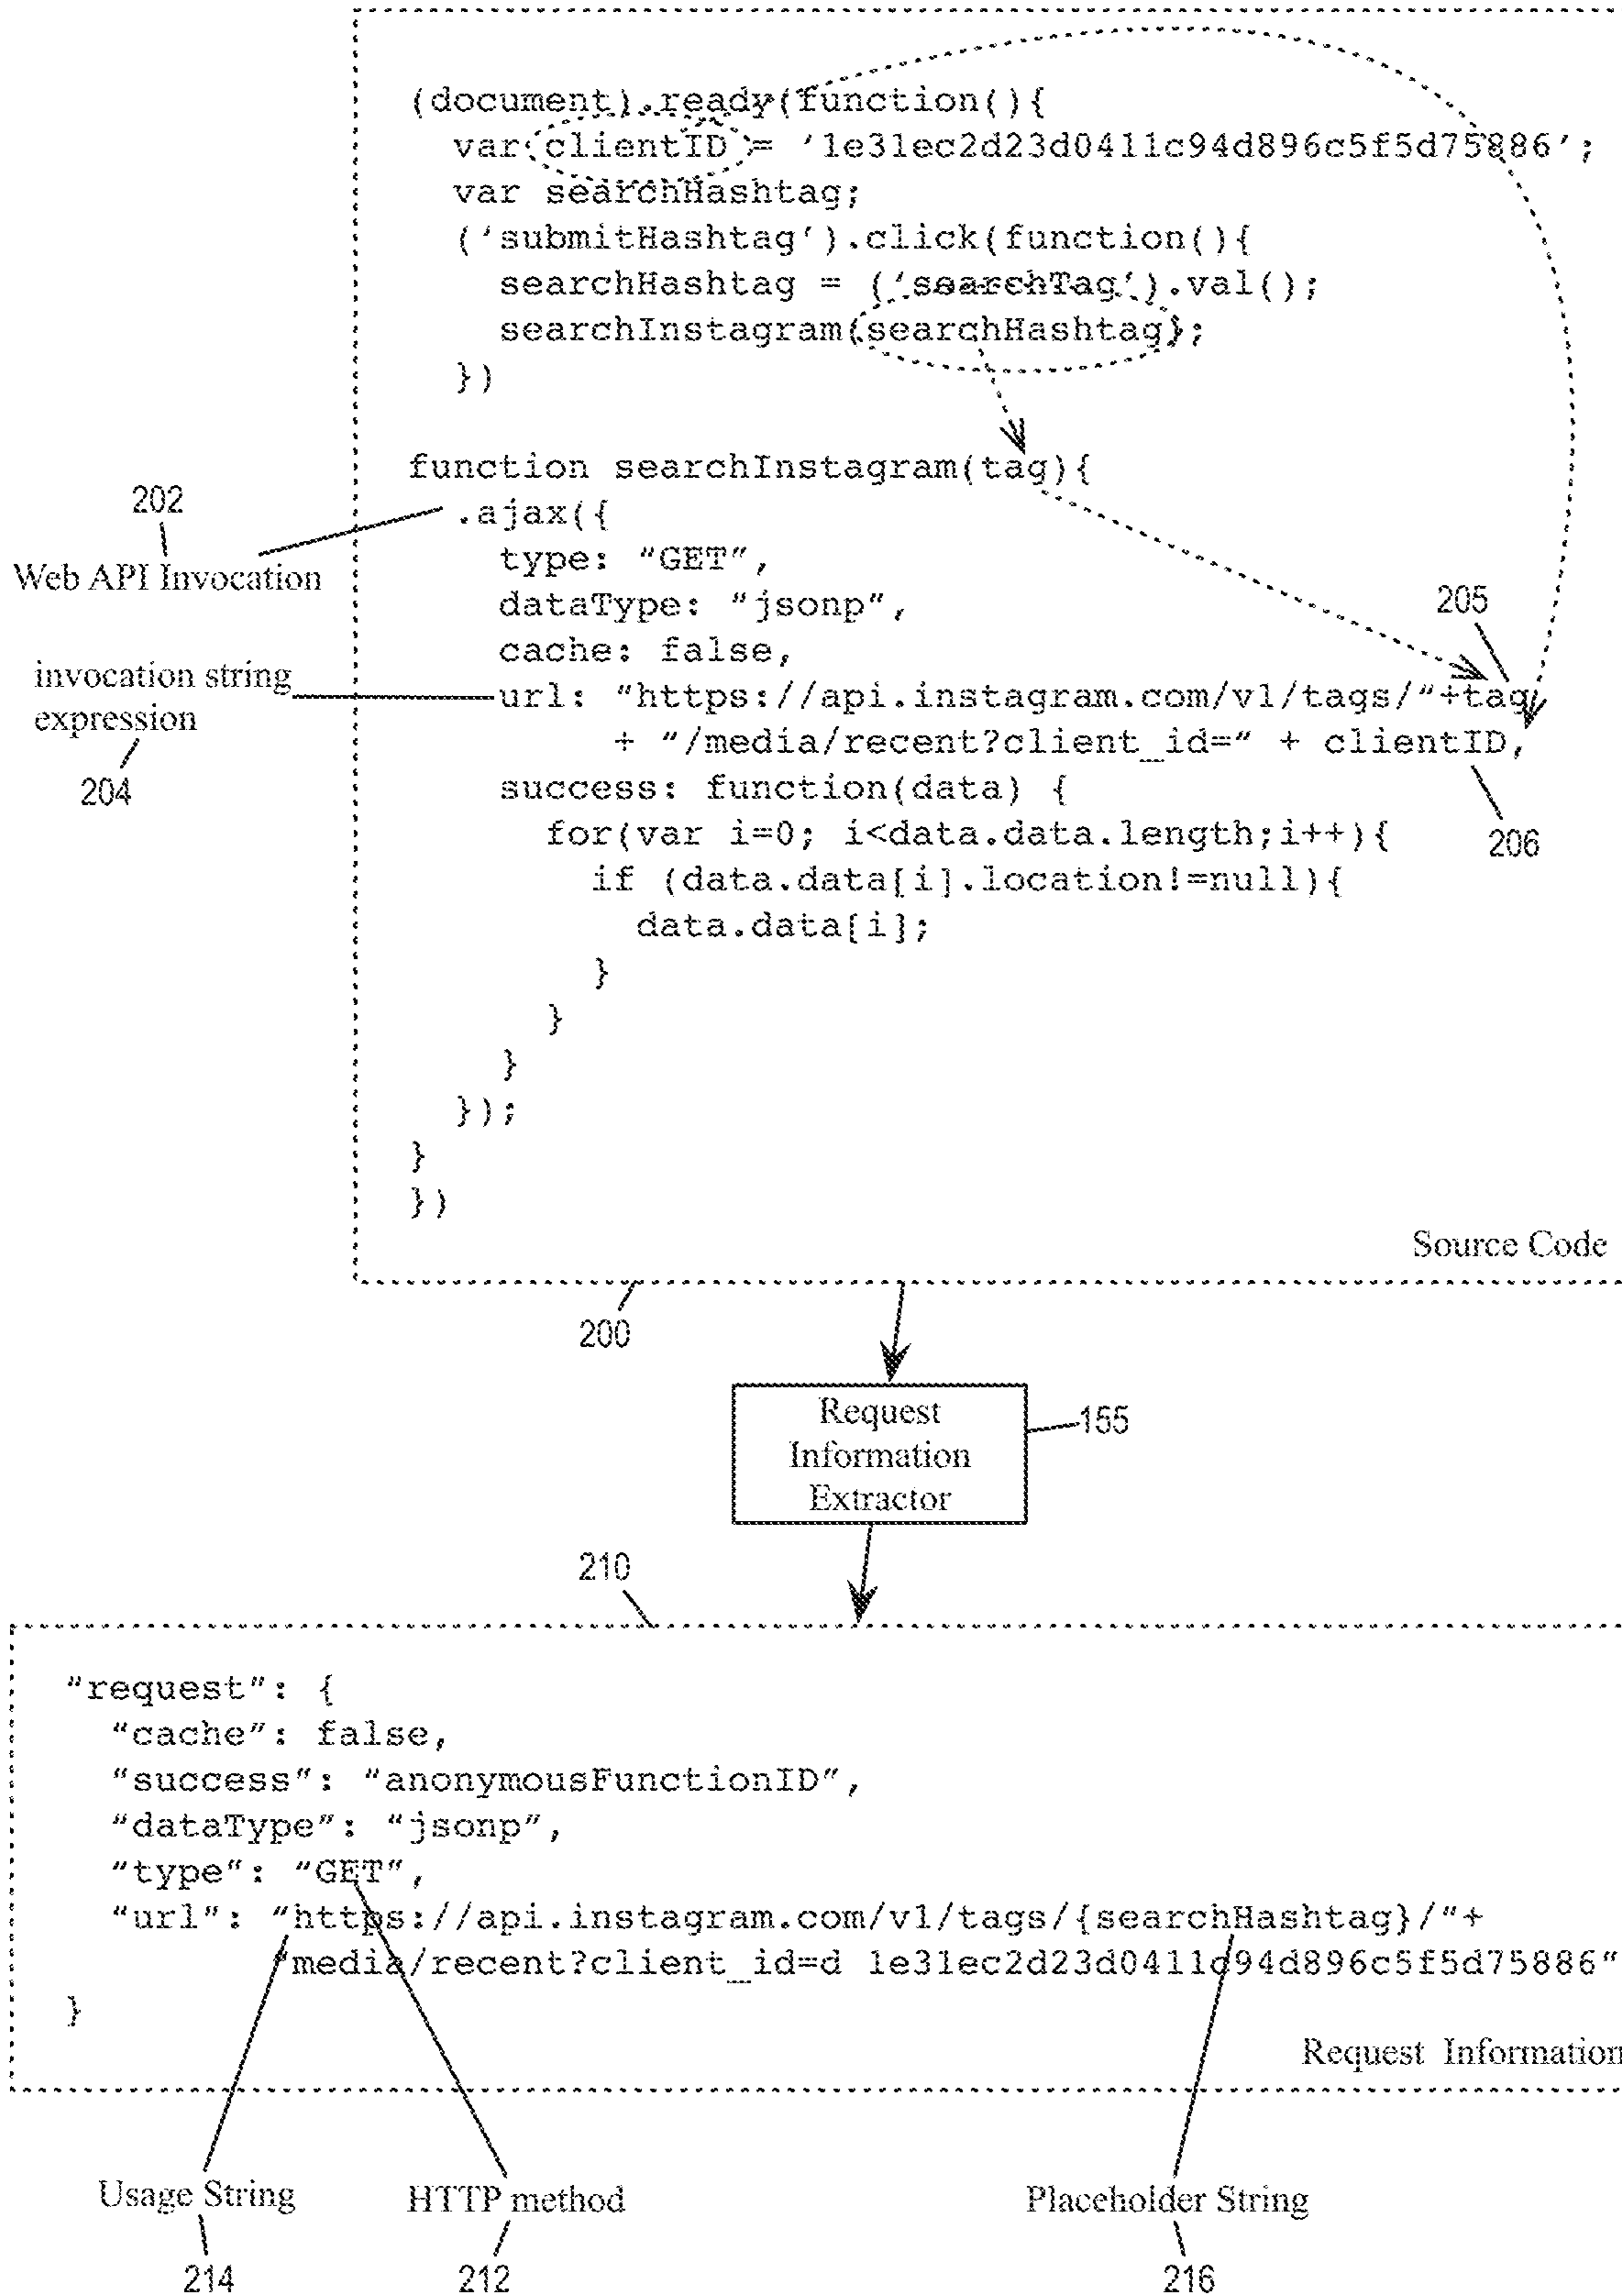 (document).ready(function(){
var clientID = '1e31ec2d23d0411c94d896c5f5d75886';
var searchHashtag;
('submitHashtag').click(function(){
searchHashtag = ('searchTag').val();
searchInstagram(searchHashtag);
})
function searchInstagram(tag){
202
.ajax({
Web API Invocation
type: "GET",
dataType: "jsonp",
205
cache: false,
invocation string
expression
204
url: "https://api.instagram.com/v1/tags/"+tag
+ "/media/recent?client_id=" + clientID,
success: function(data) {
206
for(var i=0; i<data.data.length;i++){
if (data.data[i].location!=null){
data.data[i];
}
}
}
});
}
})
Source Code
200
Request
Information
Extractor
155
210
"request": {
"cache": false,
"success": "anonymousFunctionID",
"dataType": "jsonp",
"type": "GET",
"url": "https://api.instagram.com/v1/tags/{searchHashtag}/"+
"media/recent?client_id=d 1e31ec2d23d0411c94d896c5f5d75886"
}
Request Information
Usage String
HTTP method
Placeholder String
214
212
216